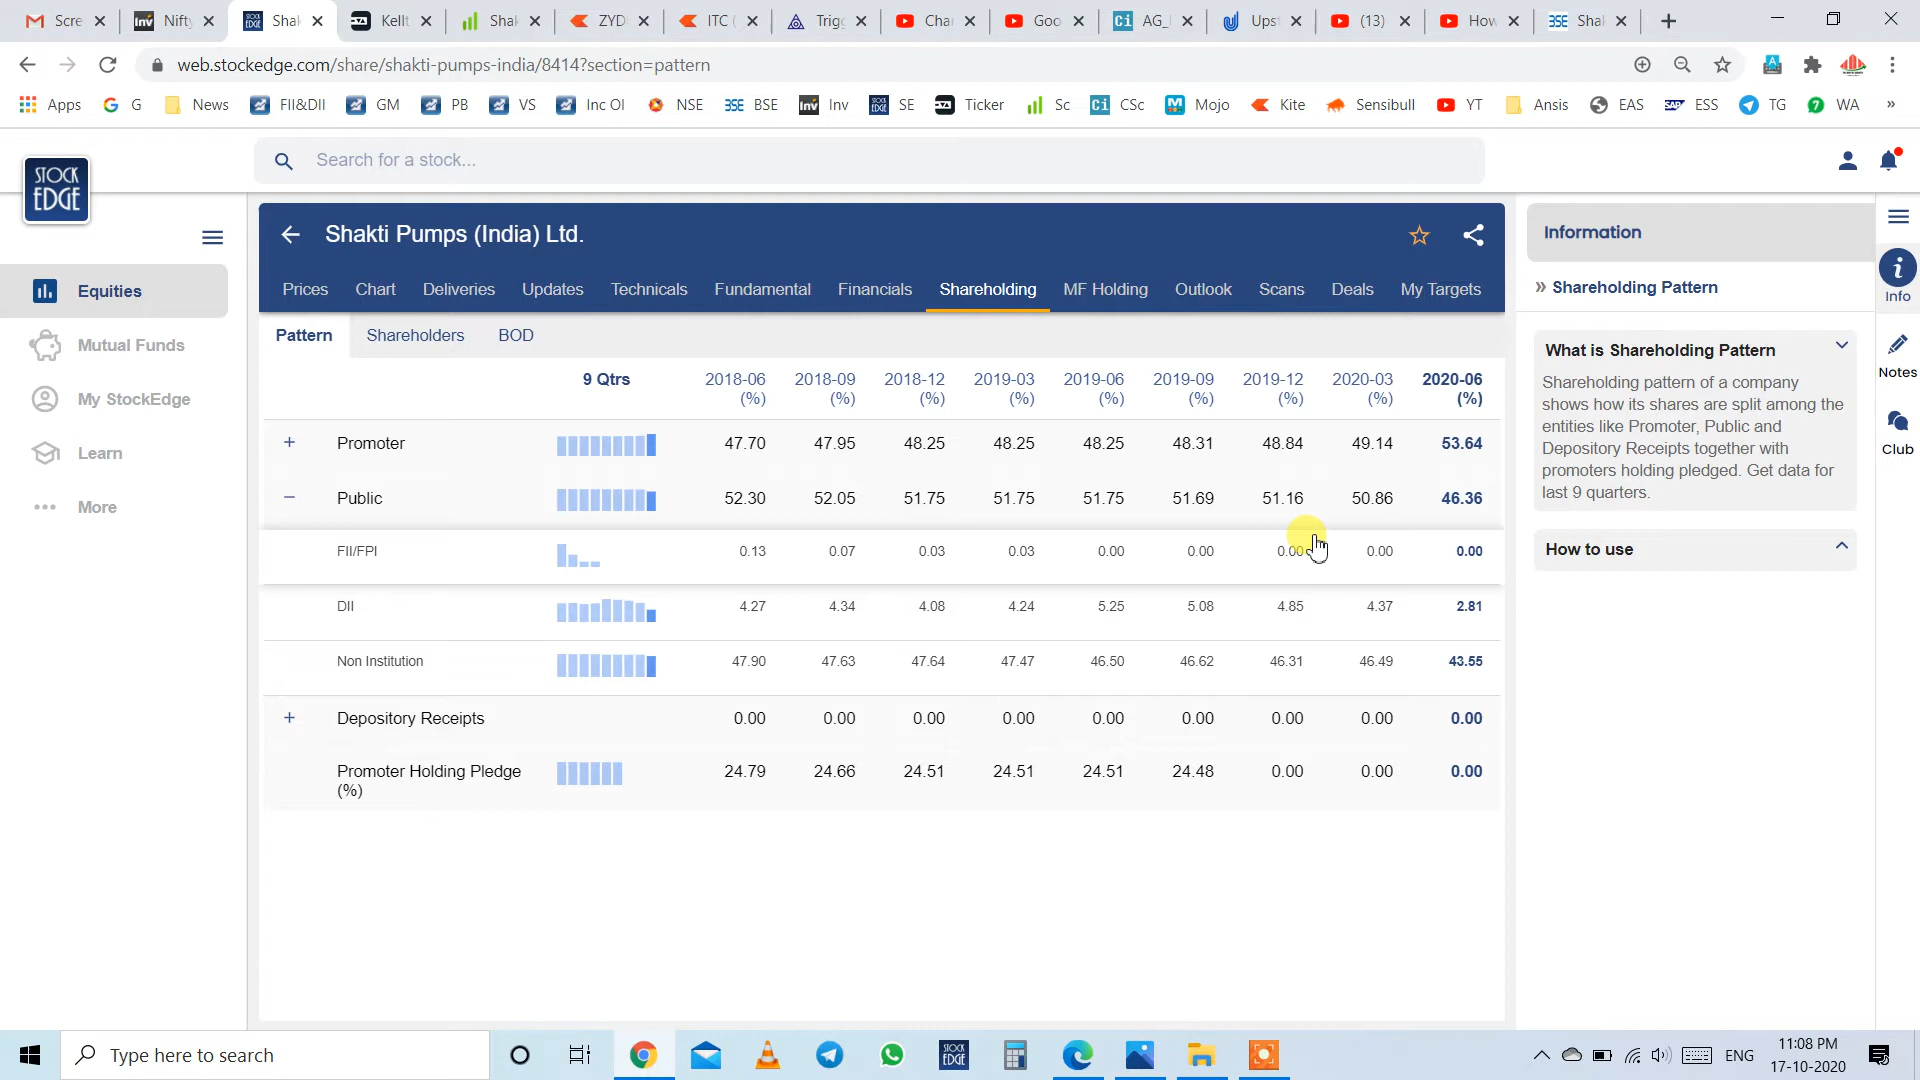 Scre
Nifty
Shak
Kellt
Shak
ZYD
ITC (
Trigg
Char
Goo
AG_
Upst
(13)
How
Shak
web.stockedge.com/share/shakti-pumps-india/8414?section=pattern
Apps G News FII&DII GM PB VS Inc OI NSE BSE Inv SE Ticker Sc CSc Mojo Kite Sensibull YT Ansis EAS ESS TG WA »
STOCK
EDGE
Search for a stock...
Equities
Mutual Funds
My StockEdge
Learn
More
Shakti Pumps (India) Ltd.
Prices Chart Deliveries Updates Technicals Fundamental Financials Shareholding MF Holding Outlook Scans Deals My Targets
Pattern Shareholders BOD
9 Qtrs 2018-06 2018-09 2018-12 2019-03 2019-06 2019-09 2019-12 2020-03 2020-06
(%) (%) (%) (%) (%) (%) (%) (%) (%)
+ Promoter 47.70 47.95 48.25 48.25 48.25 48.31 48.84 49.14 53.64
− Public 52.30 52.05 51.75 51.75 51.75 51.69 51.16 50.86 46.36
FII/FPI 0.13 0.07 0.03 0.03 0.00 0.00 0.00 0.00 0.00
DII 4.27 4.34 4.08 4.24 5.25 5.08 4.85 4.37 2.81
Non Institution 47.90 47.63 47.64 47.47 46.50 46.62 46.31 46.49 43.55
+ Depository Receipts 0.00 0.00 0.00 0.00 0.00 0.00 0.00 0.00 0.00
Promoter Holding Pledge 24.79 24.66 24.51 24.51 24.51 24.48 0.00 0.00 0.00
(%)
Information
» Shareholding Pattern
What is Shareholding Pattern
Shareholding pattern of a company
shows how its shares are split among the
entities like Promoter, Public and
Depository Receipts together with
promoters holding pledged. Get data for
last 9 quarters.
How to use
Info
Notes
Club
Type here to search
STOCK
EDGE
ENG
11:08 PM
17-10-2020